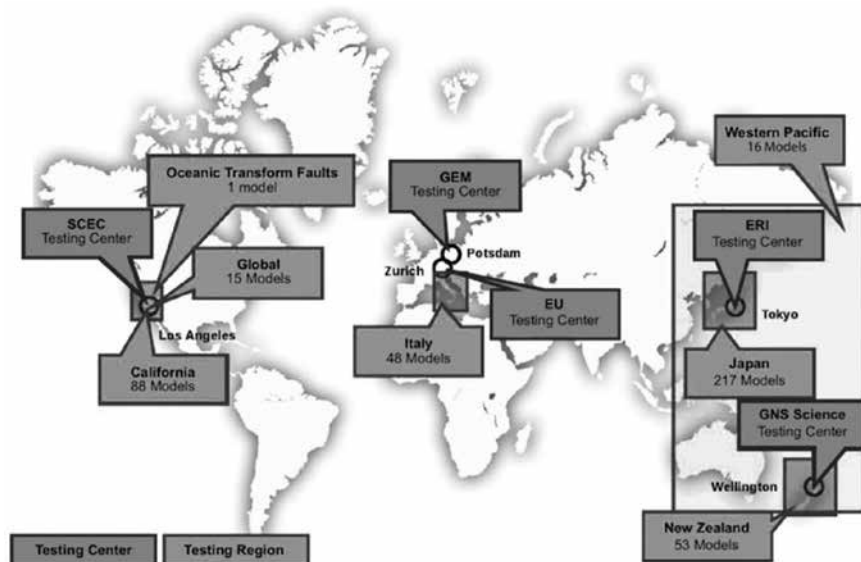 Western Pacific
16 Models
Oceanic Transform Faults
1 model
GEM
Testing Center
SCEC
Testing Center
ERI
Testing Center
Global
15 Models
Zurich
Potsdam
EU
Testing Center
Tokyo
Los Angeles
Italy
48 Models
California
88 Models
Japan
217 Models
GNS Science
Testing Center
Wellington
New Zealand
53 Models
Testing Center
Testing Region